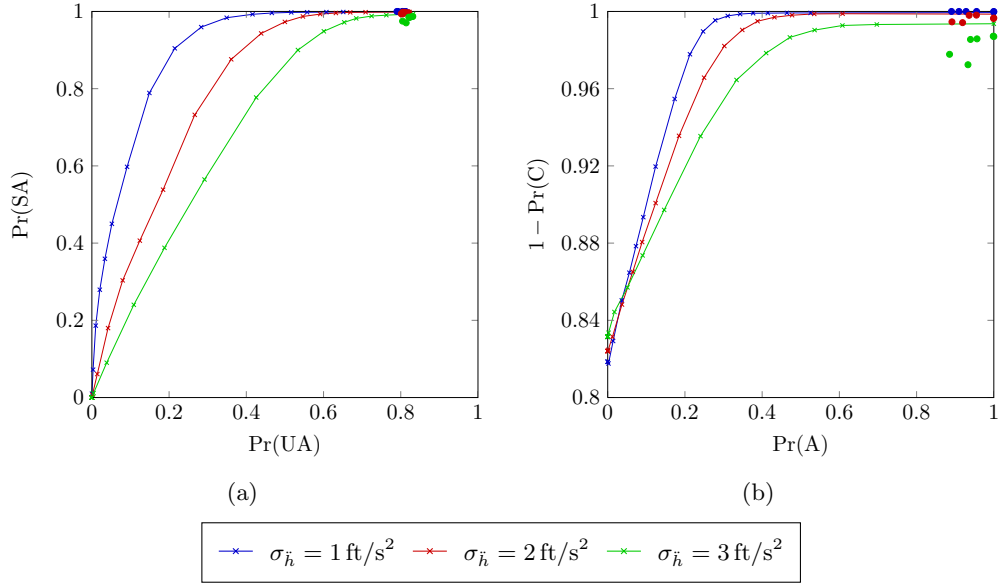 1
0.8
0.6
0.4
0.2
0
Pr(SA)
0 0.2 0.4 0.6 0.8 1
Pr(UA)
(a)
1
0.96
0.92
0.88
0.84
0.8
1 − Pr(C)
0 0.2 0.4 0.6 0.8 1
Pr(A)
(b)
σ_ḧ = 1 ft/s² σ_ḧ = 2 ft/s² σ_ḧ = 3 ft/s²